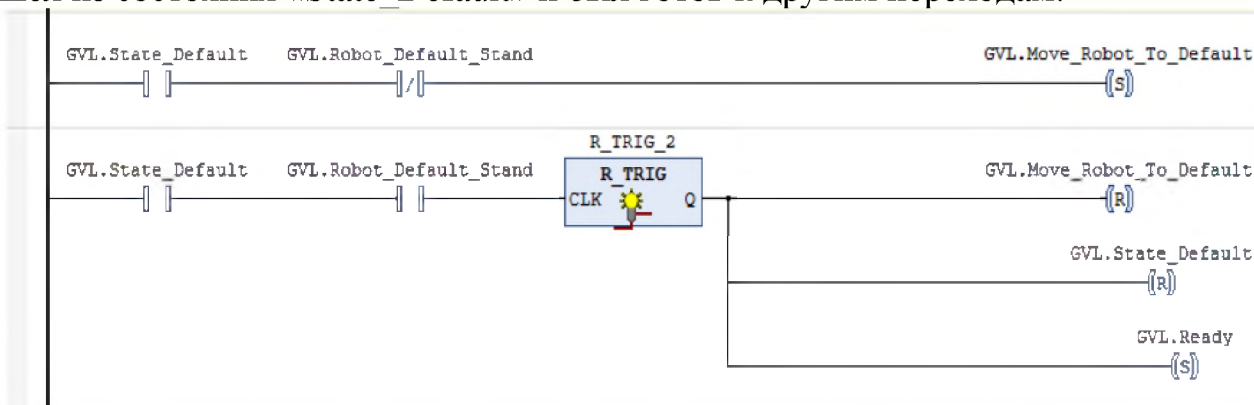 GVL.State_Default GVL.Robot_Default_Stand GVL.Move_Robot_To_Default
/ S
R_TRIG_2
GVL.State_Default GVL.Robot_Default_Stand R_TRIG GVL.Move_Robot_To_Default
CLK Q R
GVL.State_Default
R
GVL.Ready
S